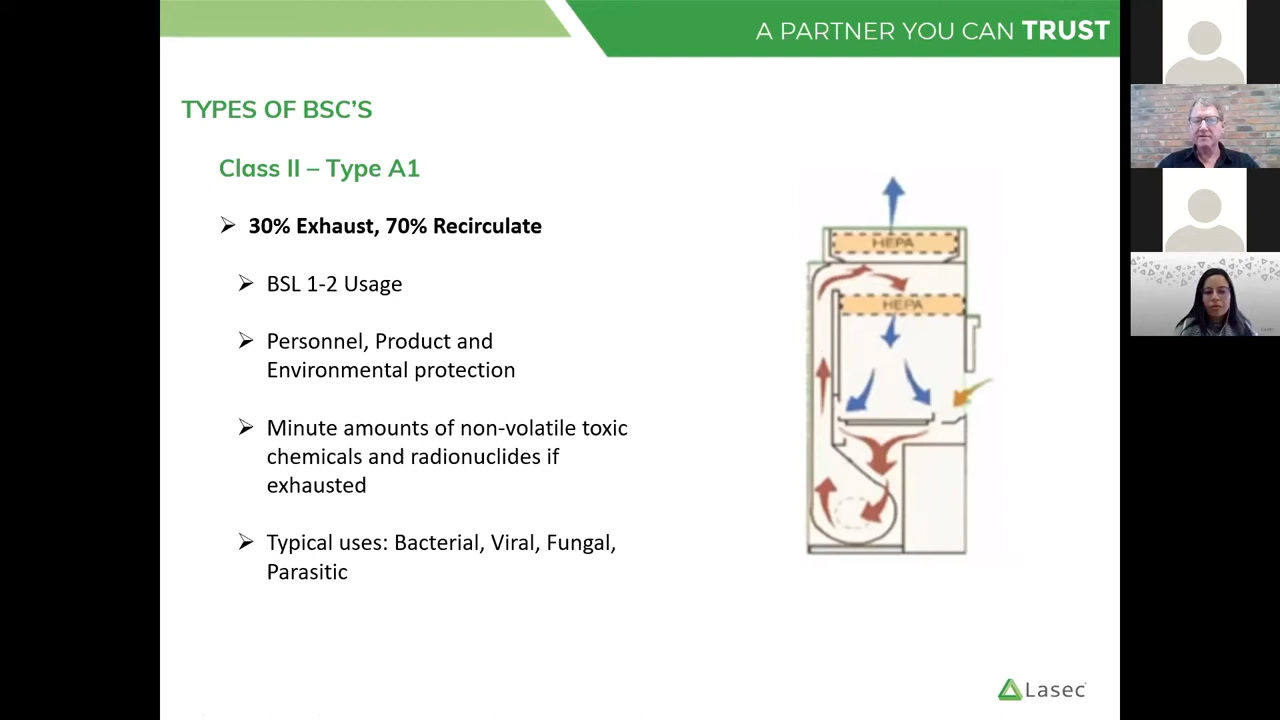 A PARTNER YOU CAN TRUST
TYPES OF BSC'S
Class II – Type A1
30% Exhaust, 70% Recirculate
BSL 1-2 Usage
Personnel, Product and
Environmental protection
Minute amounts of non-volatile toxic
chemicals and radionuclides if
exhausted
Typical uses: Bacterial, Viral, Fungal,
Parasitic
HEPA
HEPA
Lasec